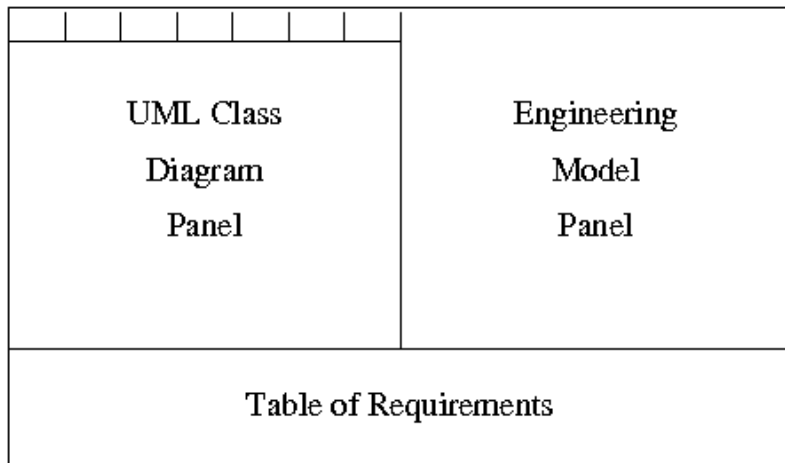 UML Class
Diagram
Panel
Engineering
Model
Panel
Table of Requirements